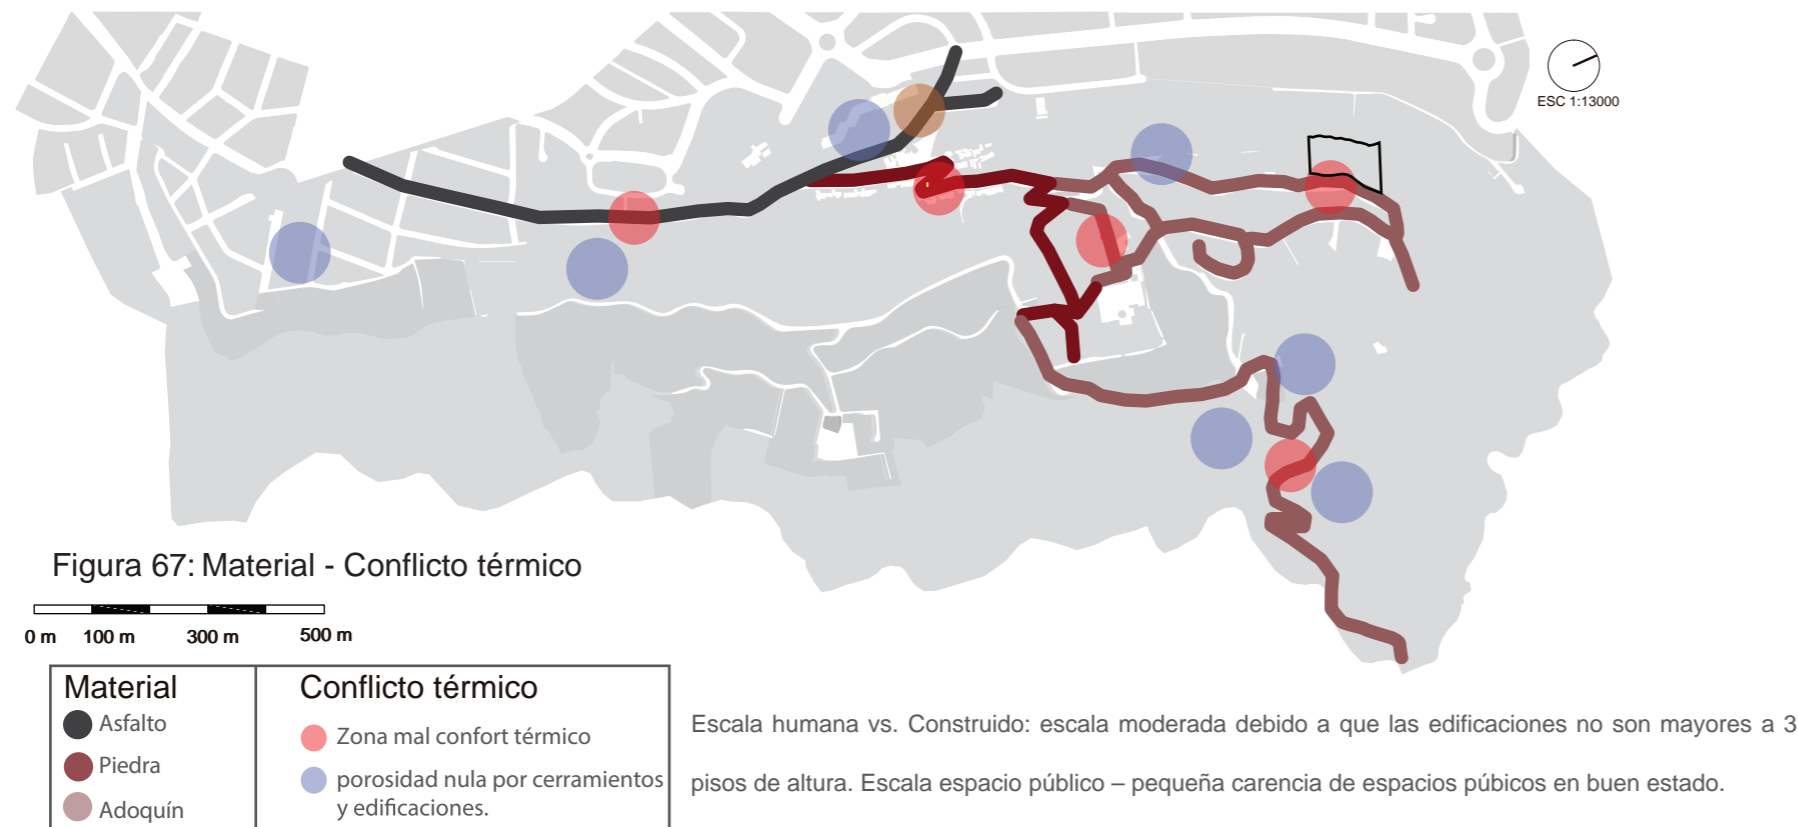 ESC 1:13000
Figura 67: Material - Conflicto térmico
0 m 100 m 300 m 500 m
Material
Asfalto
Piedra
Adoquín
Conflicto térmico
Zona mal confort térmico
porosidad nula por cerramientos
y edificaciones.
Escala humana vs. Construido: escala moderada debido a que las edificaciones no son mayores a 3
pisos de altura. Escala espacio público – pequeña carencia de espacios púbicos en buen estado.